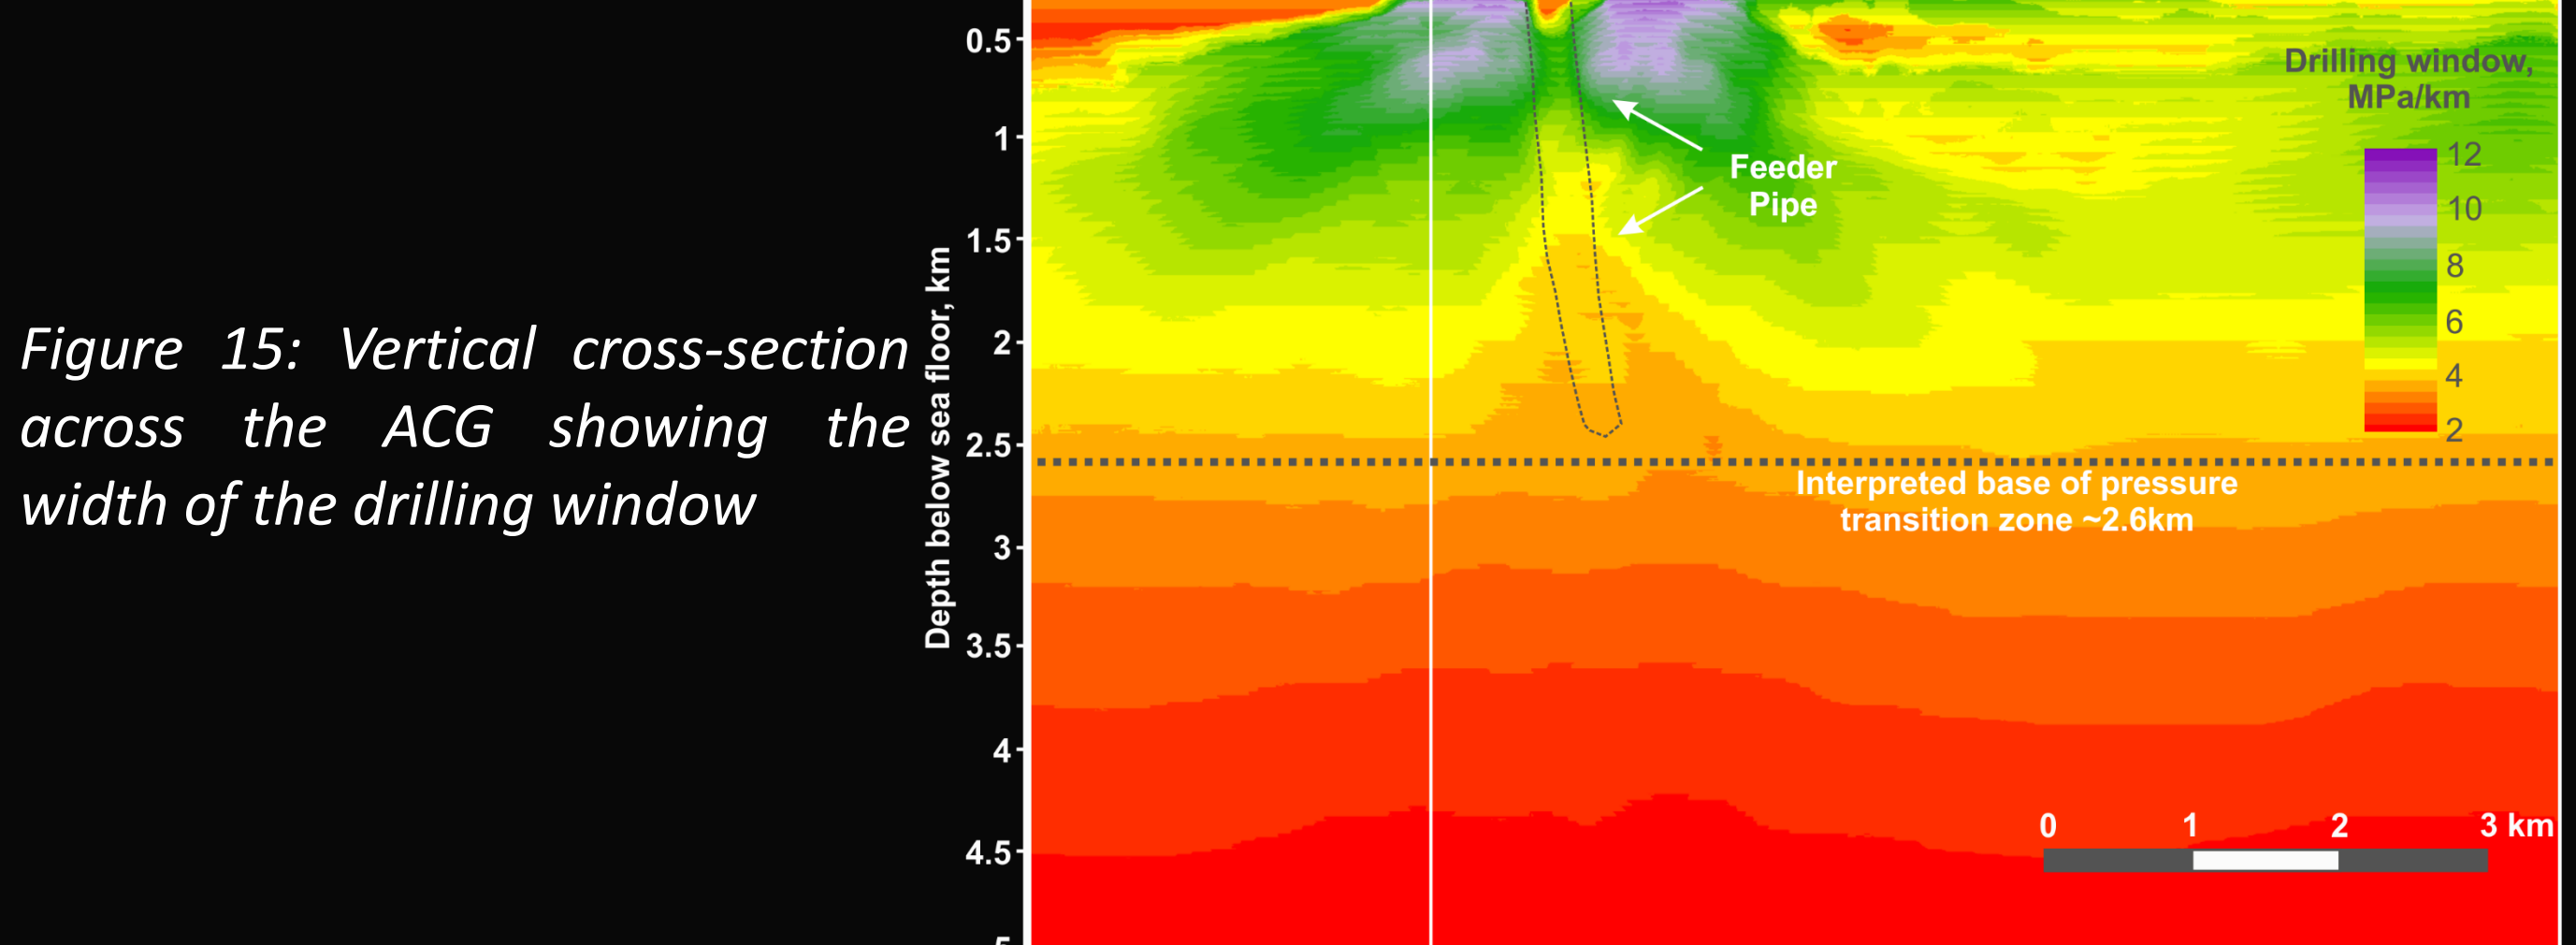 Figure 15: Vertical cross-section
across the ACG showing the
width of the drilling window
Depth below sea floor, km
0.5
1
1.5
2
2.5
3
3.5
4
4.5
Drilling window,
MPa/km
12
10
8
6
4
2
Feeder
Pipe
Interpreted base of pressure
transition zone ~2.6km
0 1 2 3 km